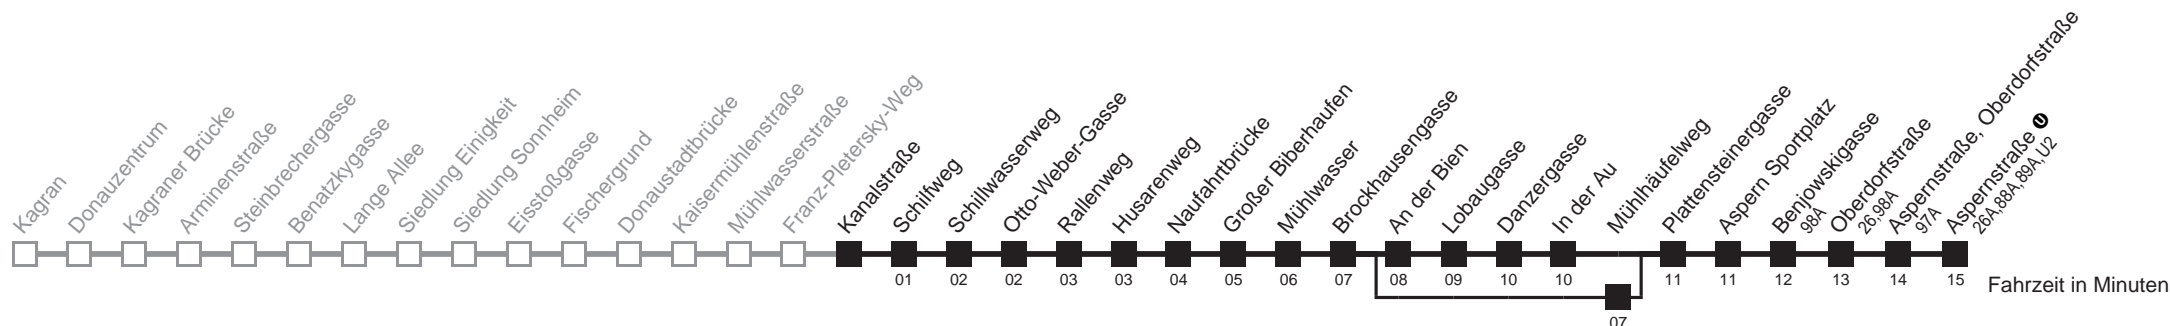 Kagran
Donauzentrum
Kagraner Brücke
Arminenstraße
Steinbrechergasse
Benatzkygasse
Lange Allee
Siedlung Einigkeit
Siedlung Sonnheim
Eisstoßgasse
Fischergrund
Donaustadtbrücke
Kaisermühlenstraße
Mühlwasserstraße
Franz-Pletersky-Weg
Kanalstraße
Schilfweg
Schillwasserweg
Otto-Weber-Gasse
Rallenweg
Husarenweg
Naufahrtbrücke
Großer Biberhaufen
Mühlwasser
Brockhausengasse
An der Bien
Lobaugasse
Danzergasse
In der Au
Mühlhäufelweg
Plattensteinergasse
Aspern Sportplatz
Benjowskigasse
98A
Oberdorfstraße
26,98A
Aspernstraße, Oberdorfstraße
97A
Aspernstraße U
26A,88A,89A,U2
01 02 02 03 03 04 05 06 07 08 09 10 10 11 11 12 13 14 15
Fahrzeit in Minuten
07